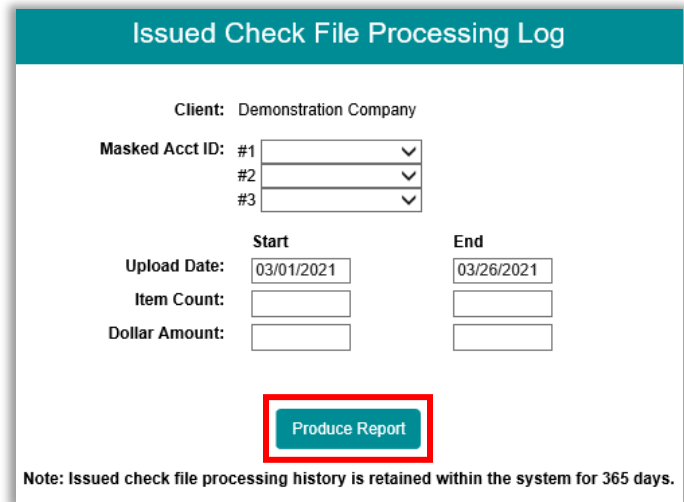 Issued Check File Processing Log
Client: Demonstration Company
Masked Acct ID: #1
#2
#3
Start End
Upload Date: 03/01/2021 03/26/2021
Item Count:
Dollar Amount:
Produce Report
Note: Issued check file processing history is retained within the system for 365 days.